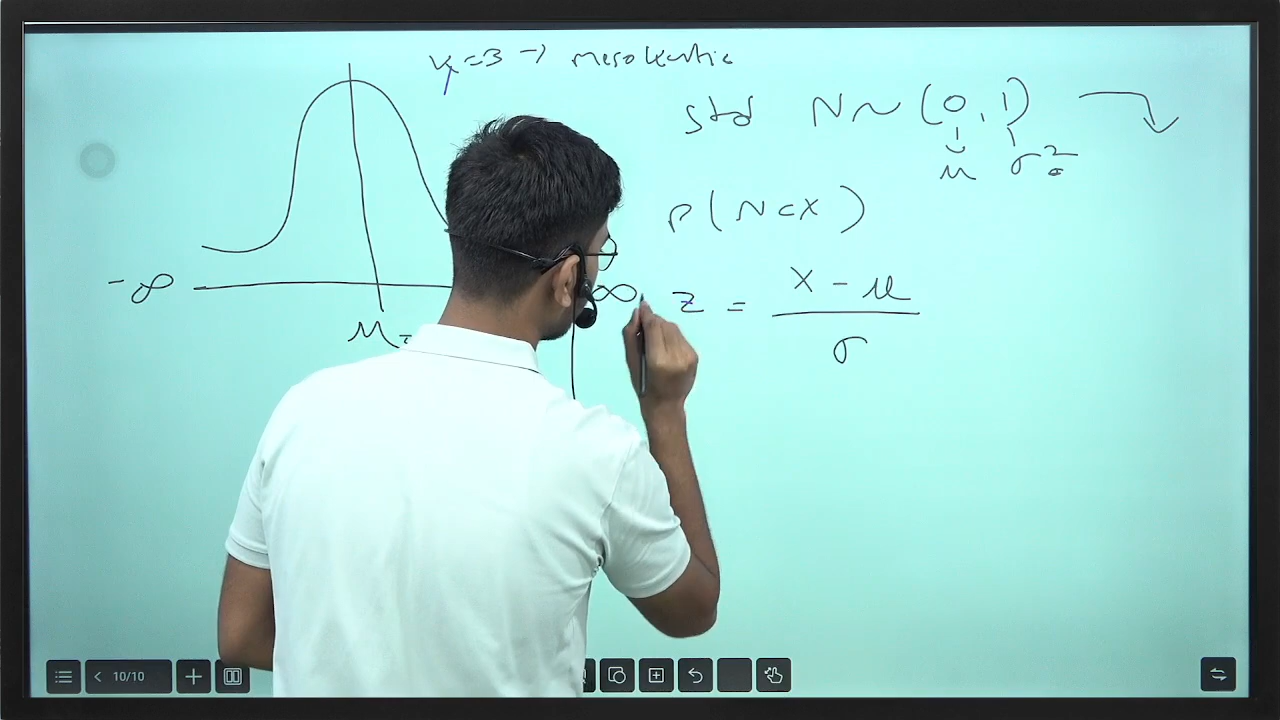 K=3 → mesokurtic
std N ~ (0,1)
μ σ²
P(N<X)
-∞ ∞
z = x - μ / σ
M =
10/10